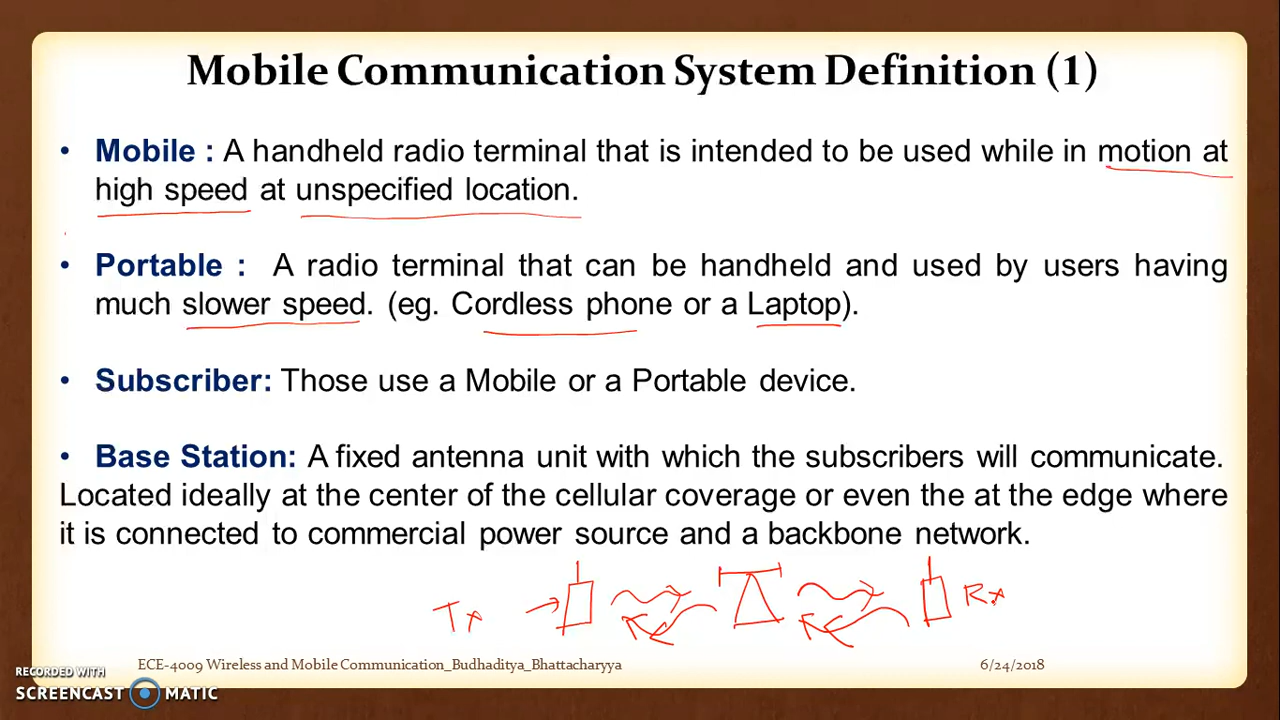 Mobile Communication System Definition (1)
• Mobile : A handheld radio terminal that is intended to be used while in motion at
high speed at unspecified location.
• Portable : A radio terminal that can be handheld and used by users having
much slower speed. (eg. Cordless phone or a Laptop).
• Subscriber: Those use a Mobile or a Portable device.
• Base Station: A fixed antenna unit with which the subscribers will communicate.
Located ideally at the center of the cellular coverage or even the at the edge where
it is connected to commercial power source and a backbone network.
Tx Rx
ECE-4009 Wireless and Mobile Communication_Budhaditya_Bhattacharyya 6/24/2018
RECORDED WITH
SCREENCAST MATIC